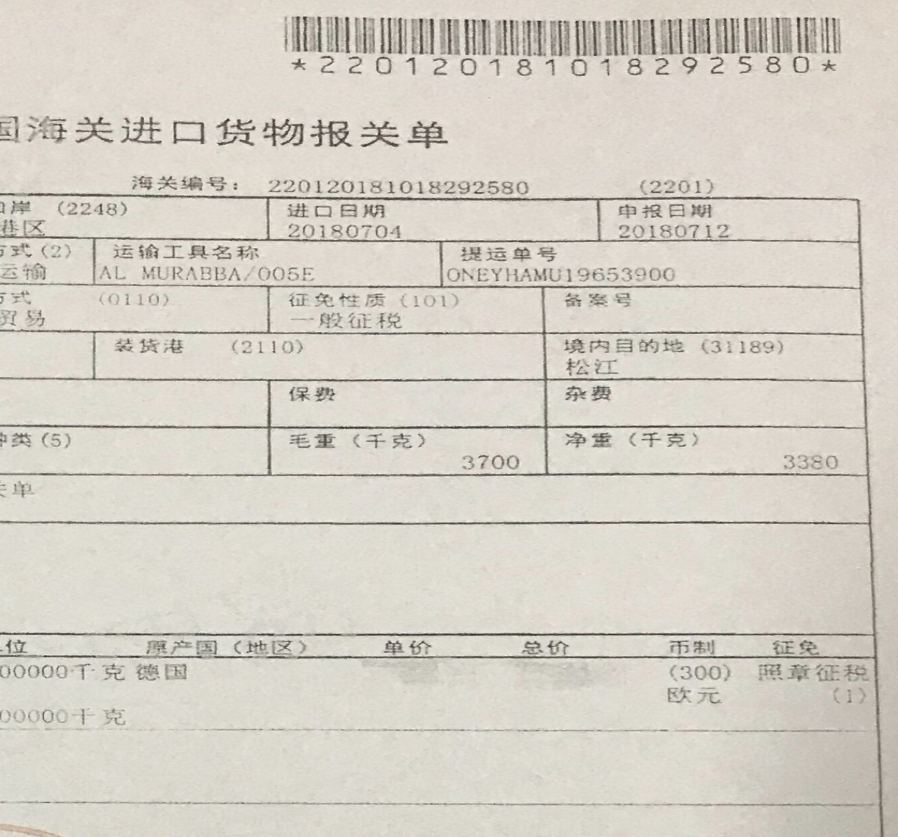 *220120181018292580*
国海关进口货物报关单
海关编号： 220120181018292580 (2201)
口岸 (2248) 进口日期 申报日期
港区 20180704 20180712
方式 (2) 运输工具名称 提运单号
运输 AL MURABBA/005E ONEYHAMU19653900
方式 (0110) 征免性质 (101) 备案号
贸易 一般征税
装货港 (2110) 境内目的地 (31189)
松江
保费 杂费
种类 (5) 毛重 (千克) 净重 (千克)
3700 3380
关单
位 原产国 (地区) 单价 总价 币制 征免
00000千克 德国 (300) 照章征税
欧元 (1)
00000千克